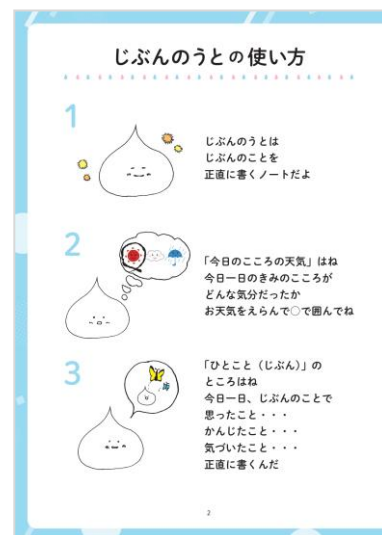 じぶんのうとの使い方
1
じぶんのうとは
じぶんのことを
正直に書くノートだよ
2
「今日のこころの天気」はね
今日一日のきみのこころが
どんな気分だったか
お天気をえらんで○で囲んでね
3
「ひとこと（じぶん）」の
ところはね
今日一日、じぶんのことで
思ったこと・・・
かんじたこと・・・
気づいたこと・・・
正直に書くんだ
2